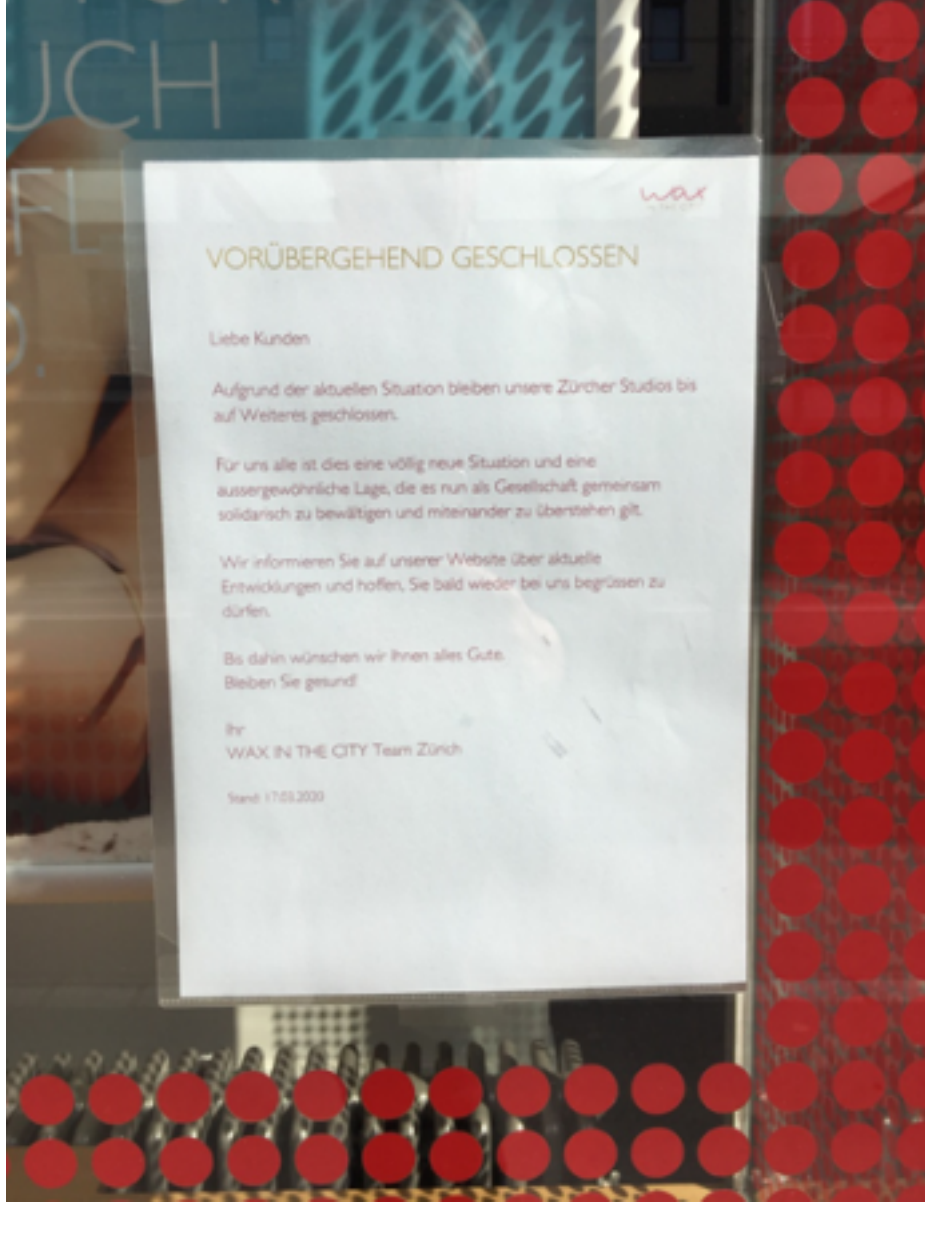 UCH
FL
wax
IN THE CITY
VORÜBERGEHEND GESCHLOSSEN
Liebe Kunden
Aufgrund der aktuellen Situation bleiben unsere Zürcher Studios bis
auf Weiteres geschlossen.
Für uns alle ist dies eine völlig neue Situation und eine
aussergewöhnliche Lage, die es nun als Gesellschaft gemeinsam
solidarisch zu bewältigen und miteinander zu überstehen gilt.
Wir informieren Sie auf unserer Website über aktuelle
Entwicklungen und hoffen, Sie bald wieder bei uns begrüssen zu
dürfen.
Bis dahin wünschen wir Ihnen alles Gute.
Bleiben Sie gesund!
Ihr
WAX IN THE CITY Team Zürich
Stand: 17.03.2020